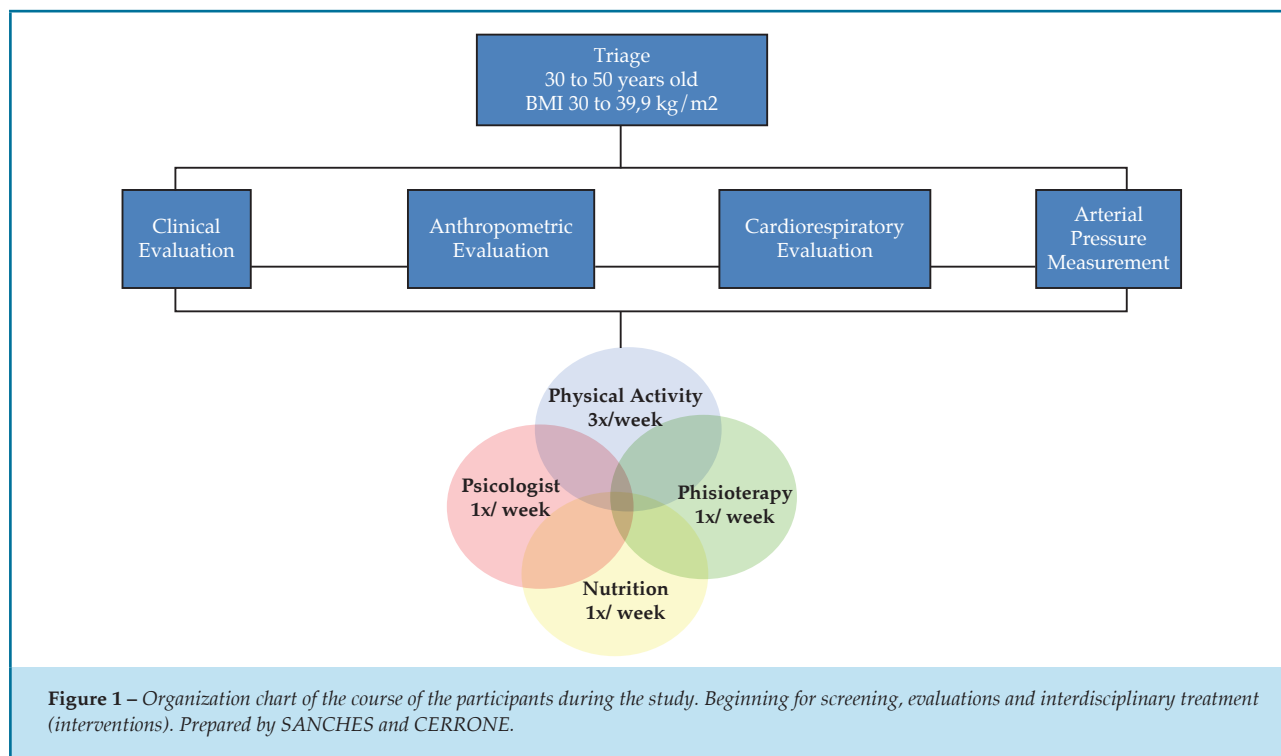 Triage
30 to 50 years old
BMI 30 to 39,9 kg/m2
Clinical
Evaluation
Anthropometric
Evaluation
Cardiorespiratory
Evaluation
Arterial
Pressure
Measurement
Physical Activity
3x/week
Psicologist
1x/ week
Phisioterapy
1x/ week
Nutrition
1x/ week
Figure 1 – Organization chart of the course of the participants during the study. Beginning for screening, evaluations and interdisciplinary treatment
(interventions). Prepared by SANCHES and CERRONE.